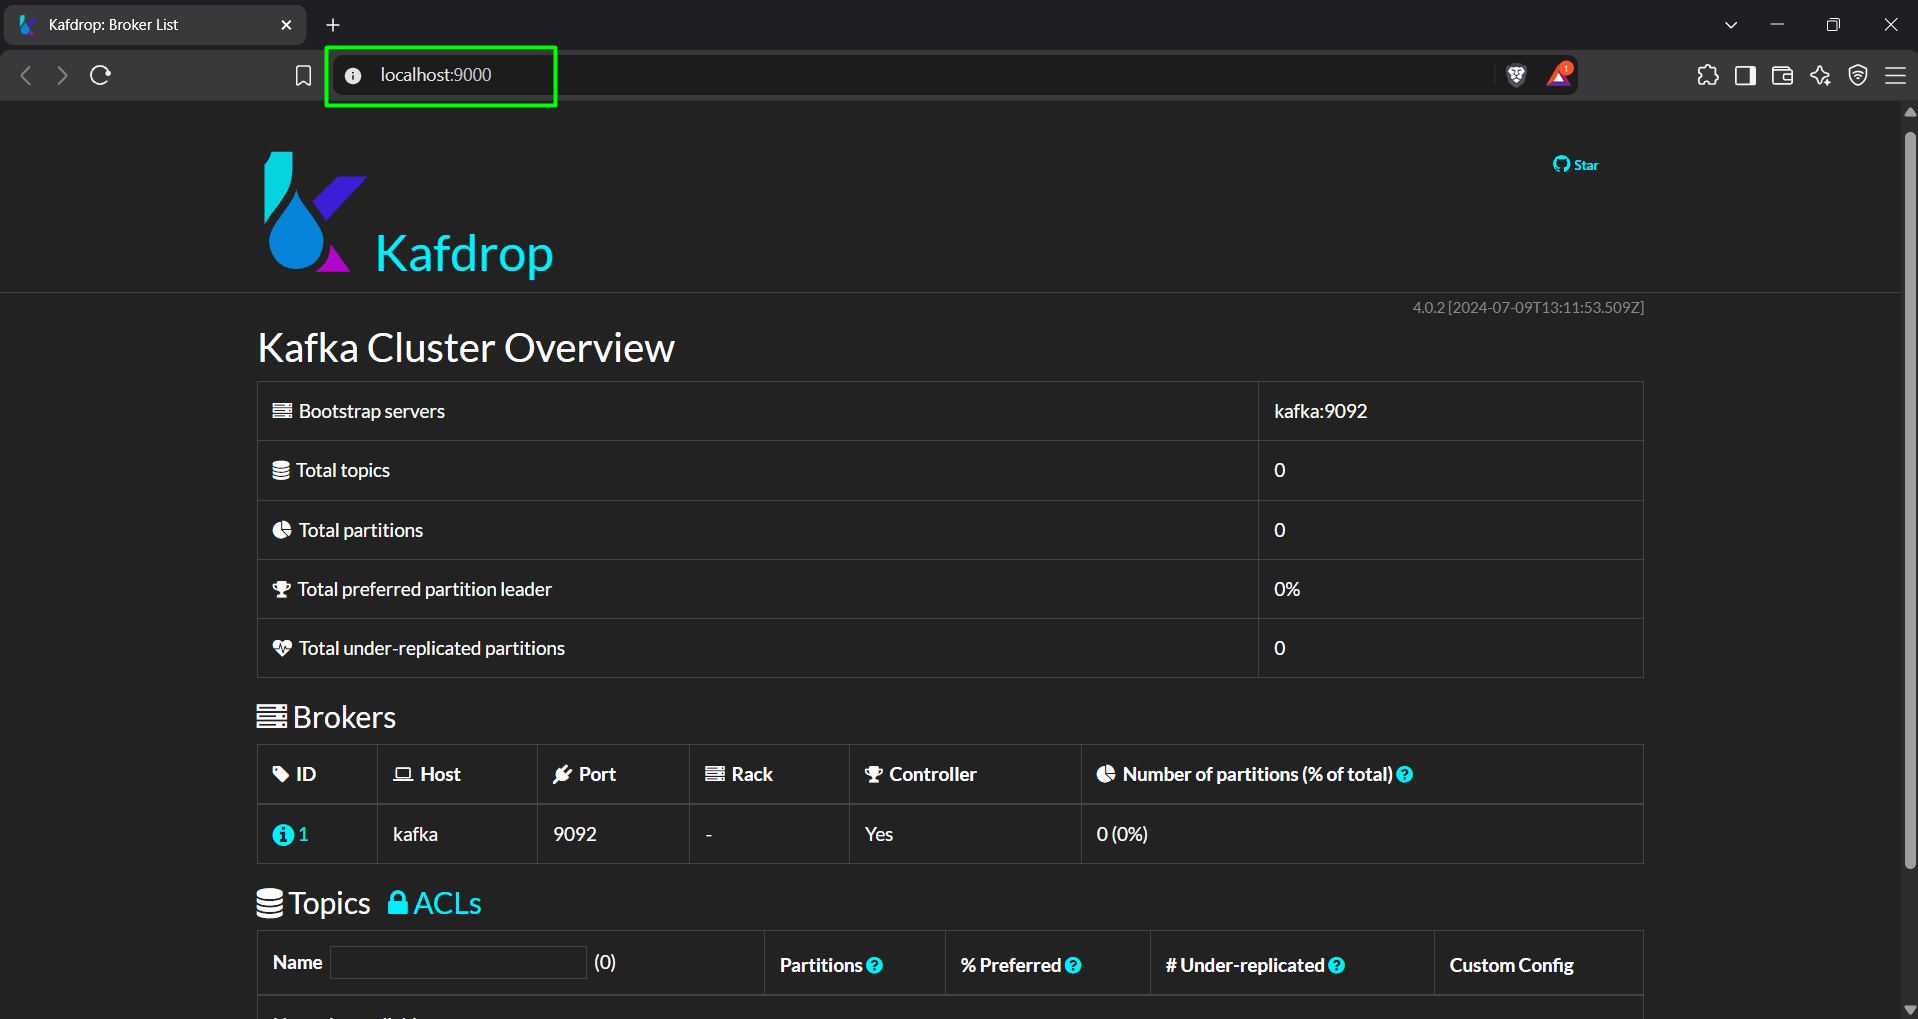 Kafdrop: Broker List
localhost:9000
1
Star
Kafdrop
4.0.2 [2024-07-09T13:11:53.509Z]
Kafka Cluster Overview
Bootstrap servers kafka:9092
Total topics 0
Total partitions 0
Total preferred partition leader 0%
Total under-replicated partitions 0
Brokers
ID Host Port Rack Controller Number of partitions (% of total)
1 kafka 9092 - Yes 0 (0%)
Topics ACLs
Name (0) Partitions % Preferred # Under-replicated Custom Config